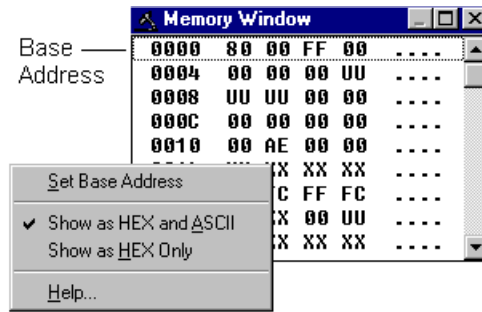 Memory Window
Base Address
0000 80 00 FF 00 ....
0004 00 00 00 UU ....
0008 UU UU 00 00 ....
000C 00 00 00 00 ....
0010 00 AE 00 00 ....
XX XX XX ....
C FF FC ....
X 00 UU ....
X XX XX ....
Set Base Address
✓ Show as HEX and ASCII
Show as HEX Only
Help...